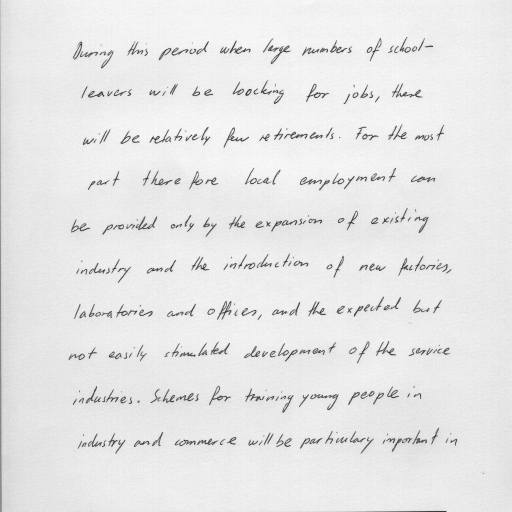 During this period when large numbers of school-
leavers will be loocking for jobs, there
will be relatively few retirements. For the most
part therefore local employment can
be provided only by the expansion of existing
industry and the introduction of new factories,
laboratories and offices, and the expected but
not easily stimulated development of the service
industries. Schemes for training young people in
industry and commerce will be particulary important in